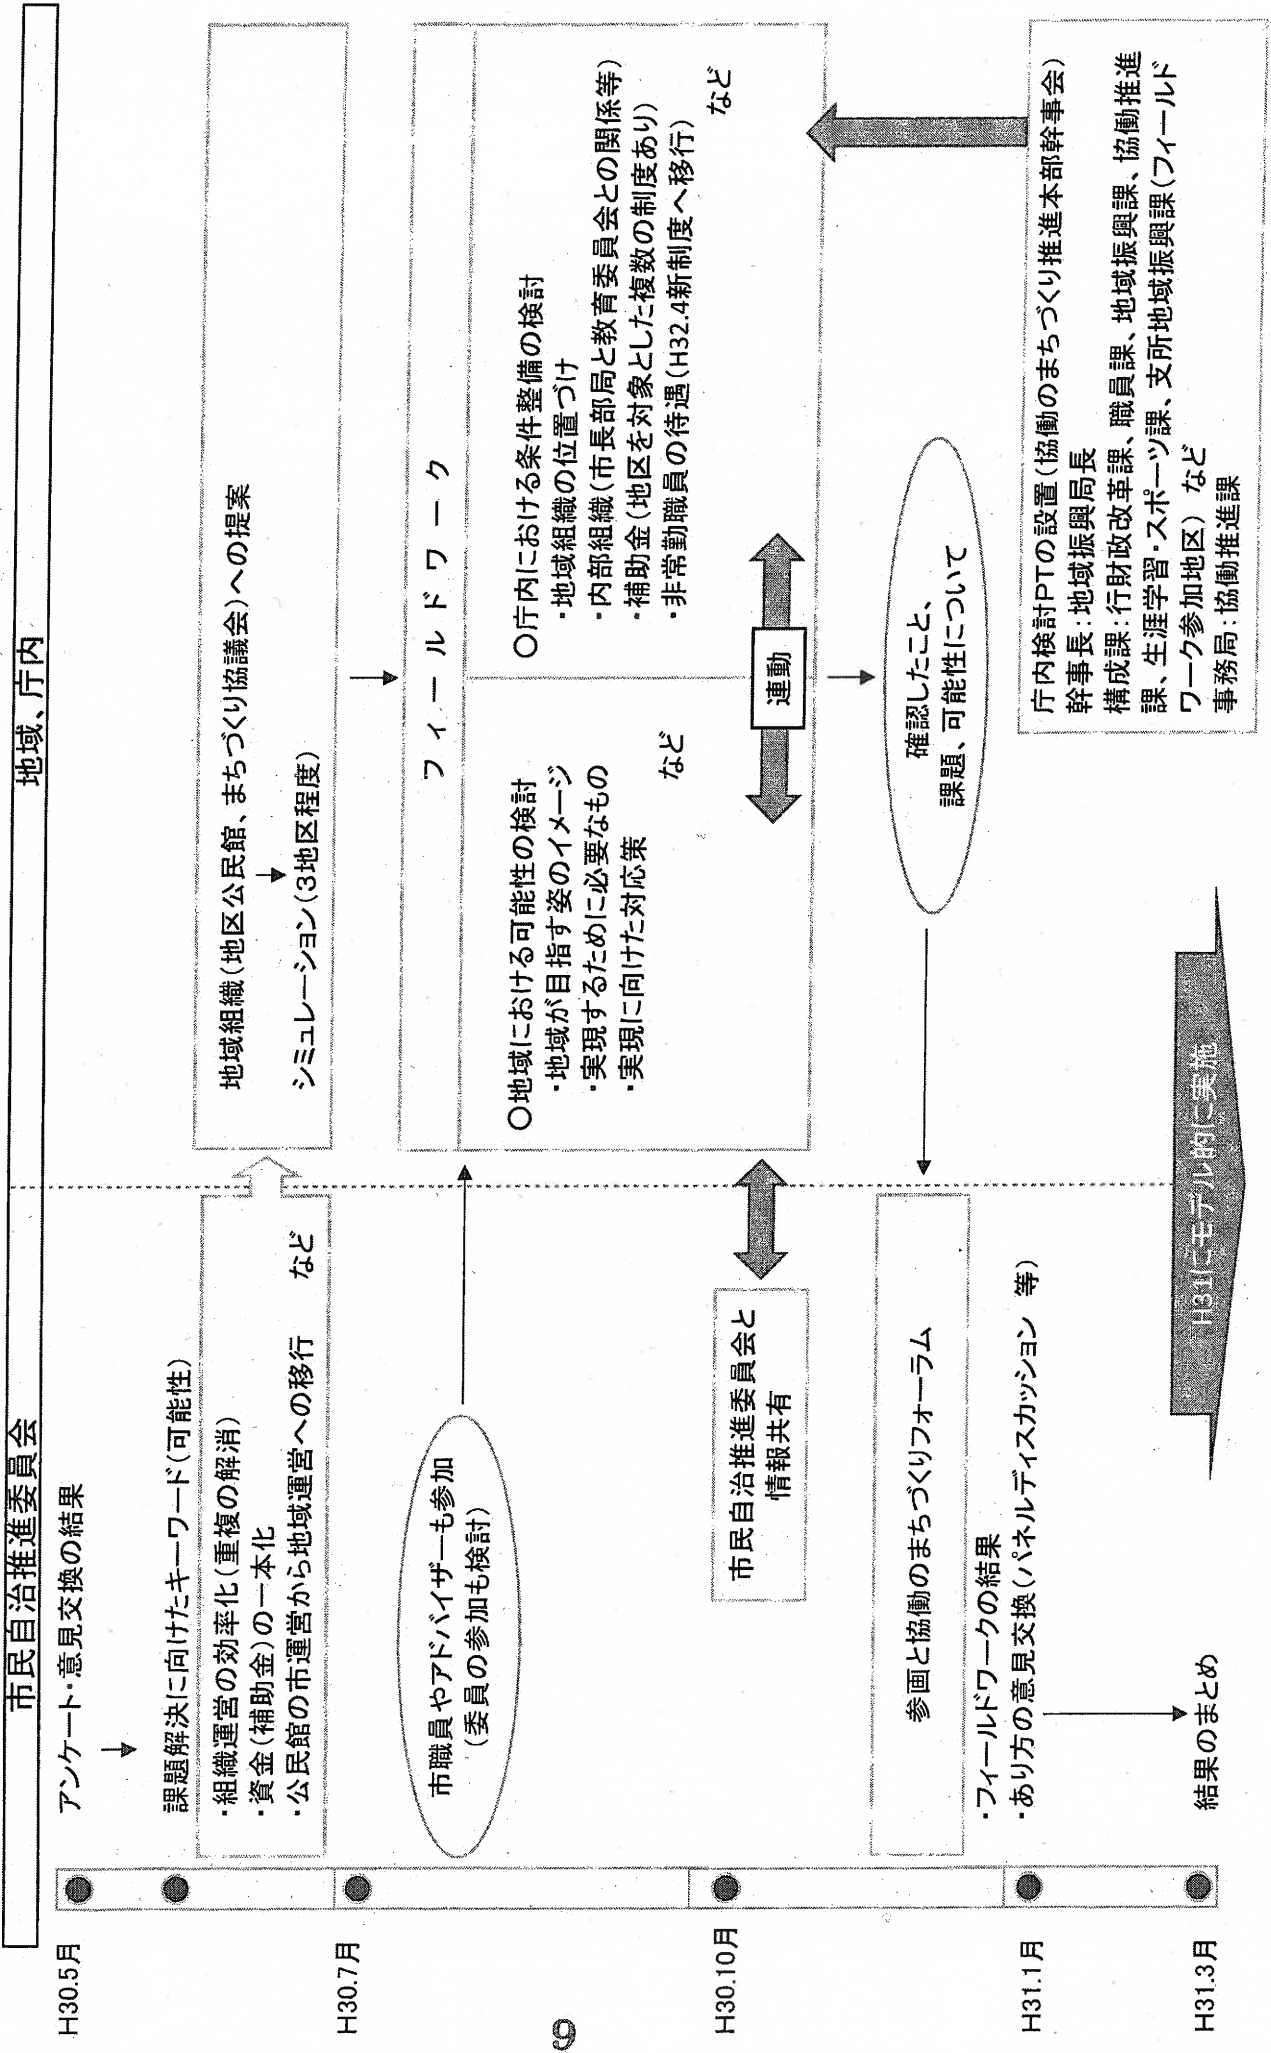 市民自治推進委員会
地域、庁内
H30.5月
アンケート・意見交換の結果
課題解決に向けたキーワード(可能性)
・組織運営の効率化(重複の解消)
・資金(補助金)の一本化
・公民館の市運営から地域運営への移行　など
地域組織(地区公民館、まちづくり協議会)への提案
シミュレーション(3地区程度)
H30.7月
市職員やアドバイザーも参加
(委員の参加も検討)
フィールドワーク
〇地域における可能性の検討
・地域が目指す姿のイメージ
・実現するために必要なもの
・実現に向けた対応策
など
〇庁内における条件整備の検討
・地域組織の位置づけ
・内部組織(市長部局と教育委員会との関係等)
・補助金(地区を対象とした複数の制度あり)
・非常勤職員の待遇(H32.4新制度へ移行)
など
連動
H30.10月
市民自治推進委員会と
情報共有
確認したこと、
課題、可能性について
参画と協働のまちづくりフォーラム
・フィールドワークの結果
・あり方の意見交換(パネルディスカッション　等)
H31.1月
庁内検討PTの設置(協働のまちづくり推進本部幹事会)
幹事長:地域振興局長
構成課:行財政改革課、職員課、地域振興課、協働推進
課、生涯学習・スポーツ課、支所地域振興課(フィールド
ワーク参加地区)　など
事務局:協働推進課
H31.3月
結果のまとめ
H31にモデル的に実施
9